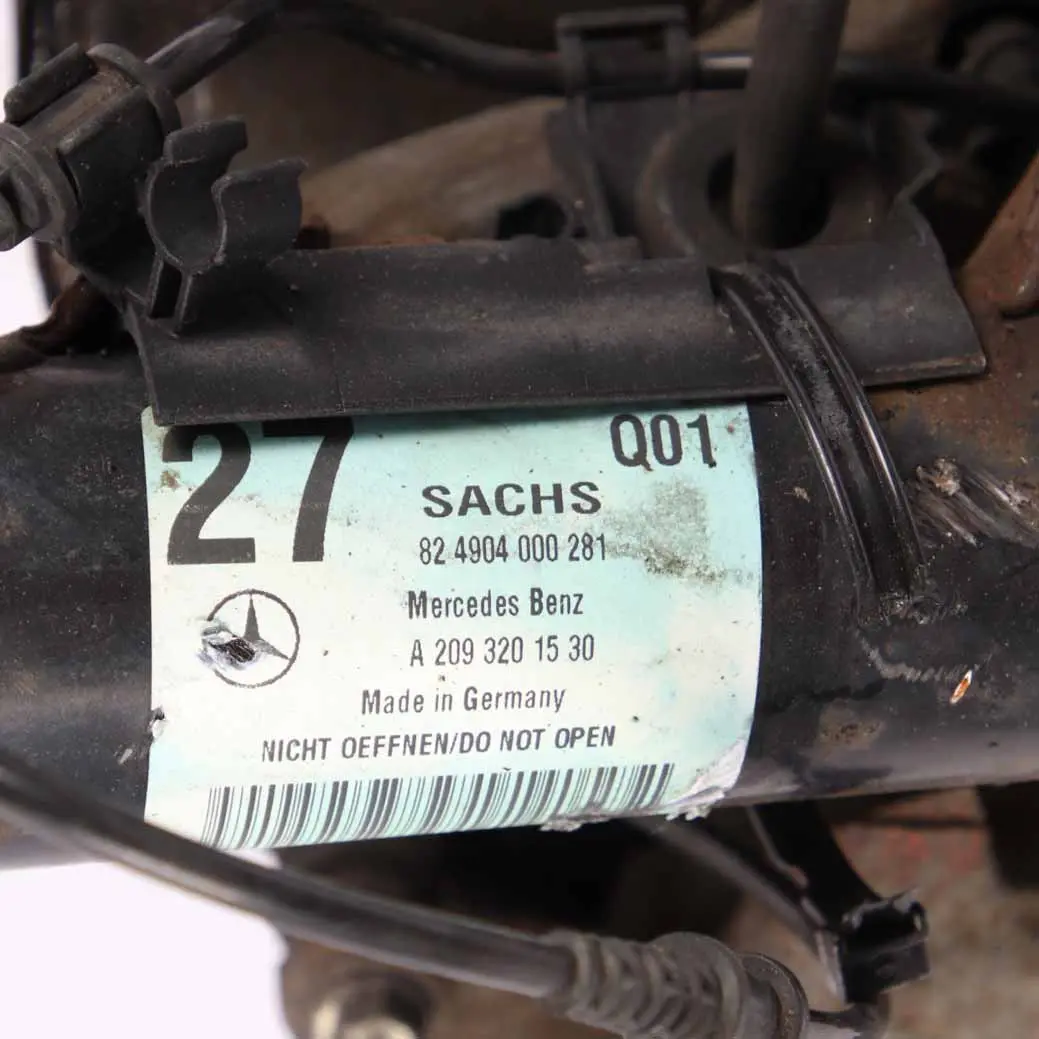 27 Q01
SACHS
82 4904 000 281
Mercedes Benz
A 209 320 15 30
Made in Germany
NICHT OEFFNEN/DO NOT OPEN